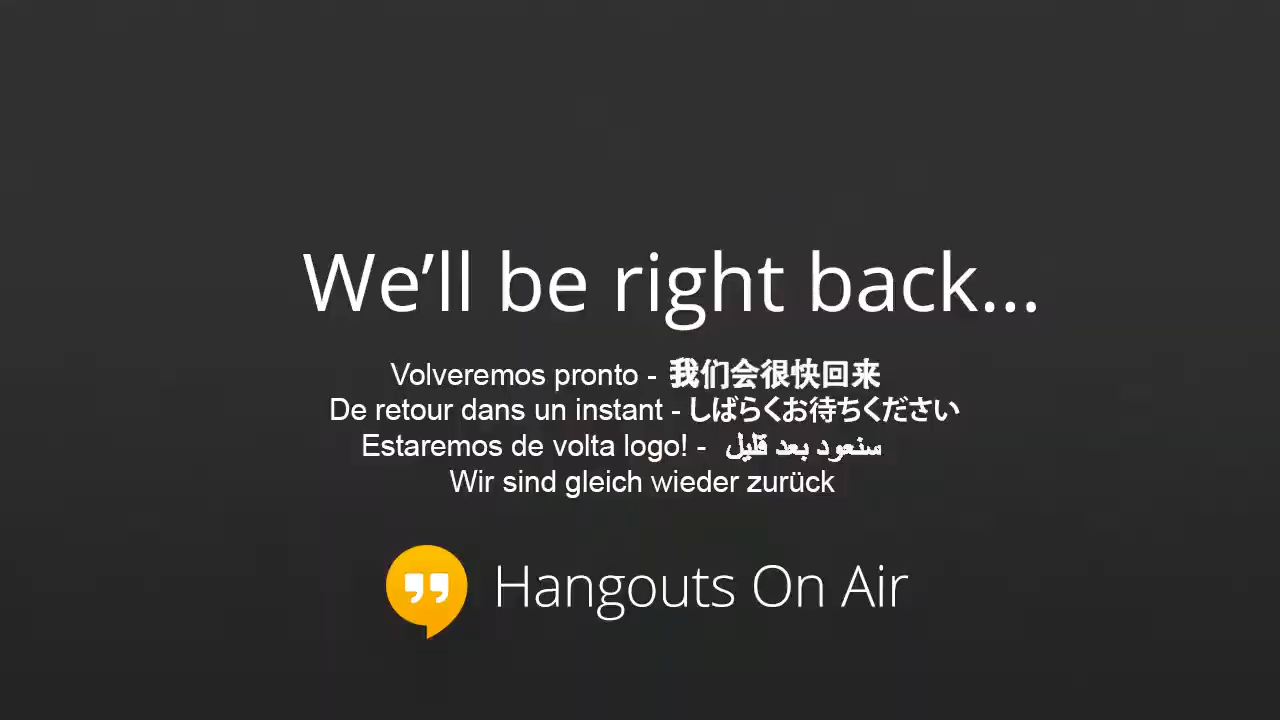 We’ll be right back...
Volveremos pronto - 我们会很快回来
De retour dans un instant - しばらくお待ちください
Estaremos de volta logo! - سنعود بعد قليل
Wir sind gleich wieder zurück
Hangouts On Air